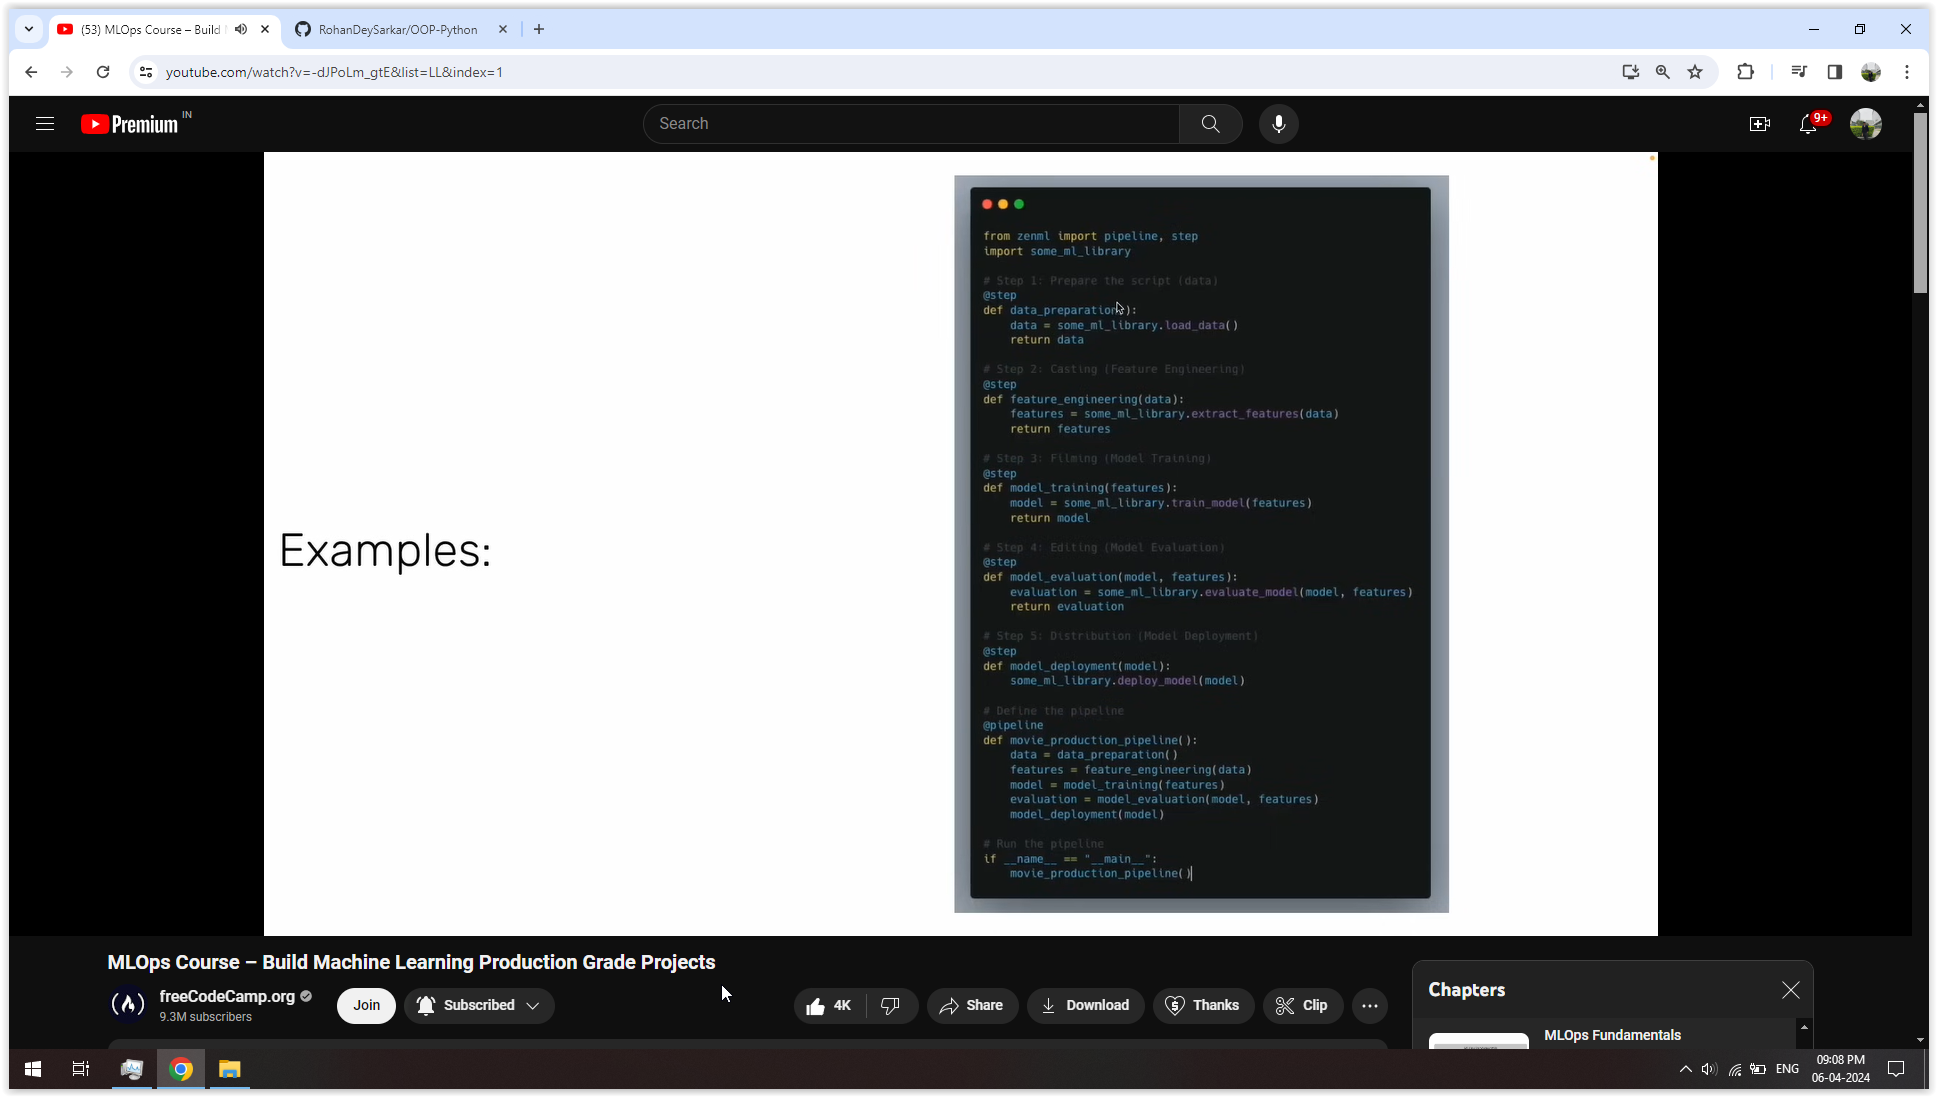 (53) MLOps Course – Build
RohanDeySarkar/OOP-Python
youtube.com/watch?v=-dJPoLm_gtE&list=LL&index=1
Premium IN
Search
9+
from zenml import pipeline, step
import some_ml_library
# Step 1: Prepare the script (data)
@step
def data_preparation():
data = some_ml_library.load_data()
return data
# Step 2: Casting (Feature Engineering)
@step
def feature_engineering(data):
features = some_ml_library.extract_features(data)
return features
# Step 3: Filming (Model Training)
@step
def model_training(features):
model = some_ml_library.train_model(features)
return model
Examples:
# Step 4: Editing (Model Evaluation)
@step
def model_evaluation(model, features):
evaluation = some_ml_library.evaluate_model(model, features)
return evaluation
# Step 5: Distribution (Model Deployment)
@step
def model_deployment(model):
some_ml_library.deploy_model(model)
# Define the pipeline
@pipeline
def movie_production_pipeline():
data = data_preparation()
features = feature_engineering(data)
model = model_training(features)
evaluation = model_evaluation(model, features)
model_deployment(model)
# Run the pipeline
if __name__ == "__main__":
movie_production_pipeline()
MLOps Course – Build Machine Learning Production Grade Projects
freeCodeCamp.org
9.3M subscribers
Join
Subscribed
4K
Share
Download
Thanks
Clip
Chapters
MLOps Fundamentals
ENG
09:08 PM
06-04-2024